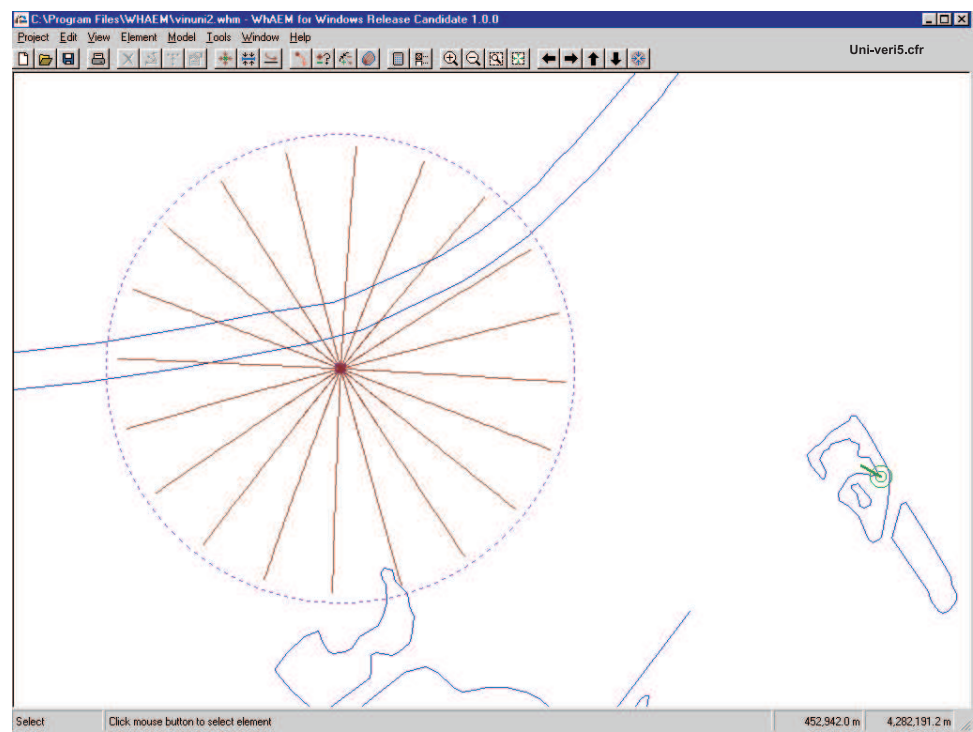 C:\Program Files\WHAEM\vinuni2.whm - WhAEM for Windows Release Candidate 1.0.0
Project Edit View Element Model Tools Window Help
Uni-veri5.cfr
Select Click mouse button to select element 452,942.0 m 4,282,191.2 m